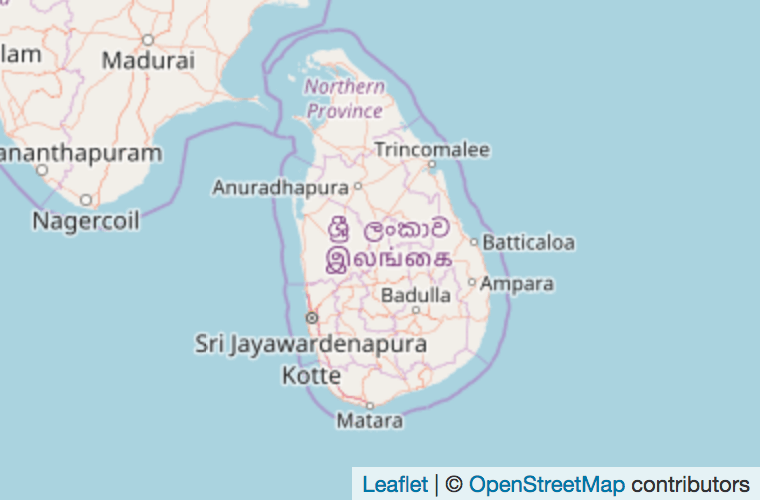 lam
Madurai
Northern
Province
ananthapuram
Trincomalee
Anuradhapura
Nagercoil
ශ්‍රී ලංකාව
இலங்கை
Batticaloa
Ampara
Badulla
Sri Jayawardenapura
Kotte
Matara
Leaflet | © OpenStreetMap contributors